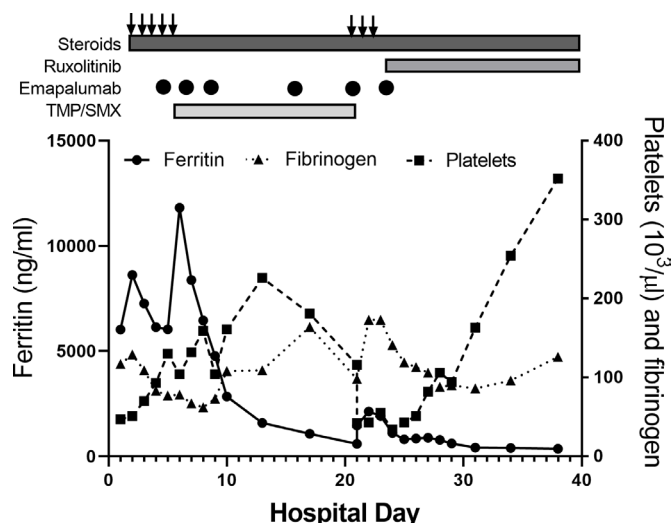 Steroids
Ruxolitinib
Emapalumab
TMP/SMX
15000
10000
5000
0
Ferritin (ng/ml)
Ferritin
Fibrinogen
Platelets
400
300
200
100
0
Platelets (10³/µl) and fibrinogen
0
10
20
30
40
Hospital Day